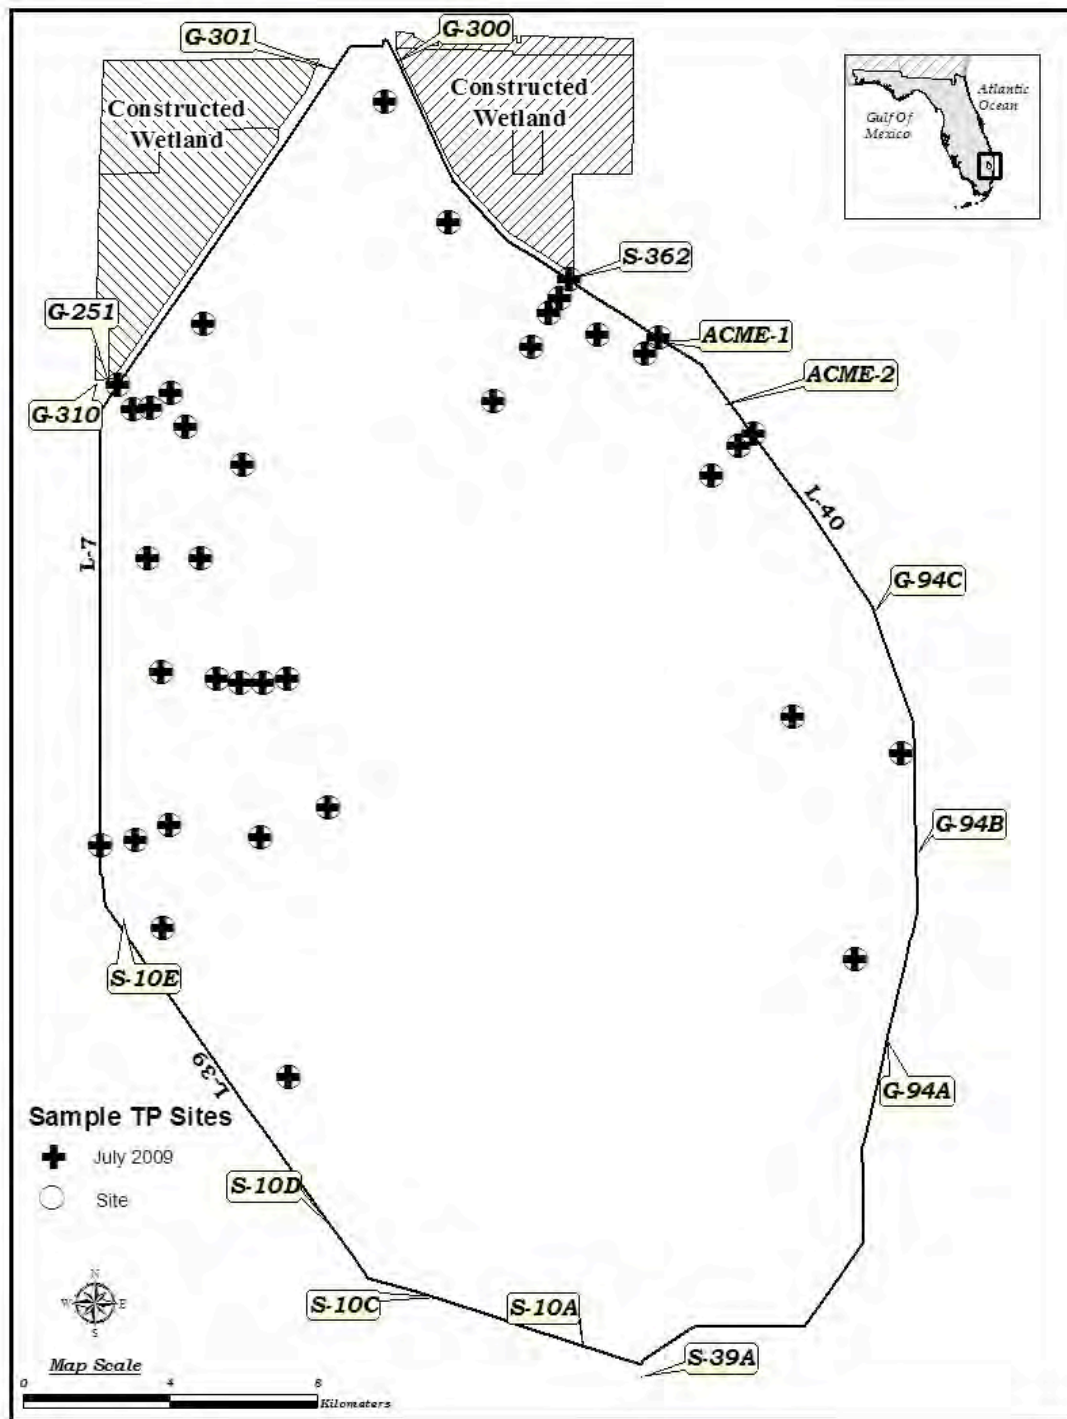 G-301
G-300
Constructed
Wetland
Constructed
Wetland
Atlantic
Ocean
Gulf Of
Mexico
S-362
G-251
ACME-1
ACME-2
G-310
L-40
L-7
G-94C
G-94B
S-10E
L-39
G-94A
Sample TP Sites
July 2009
Site
S-10D
N
W E
S
S-10C
S-10A
S-39A
Map Scale
0 4 8
Kilometers